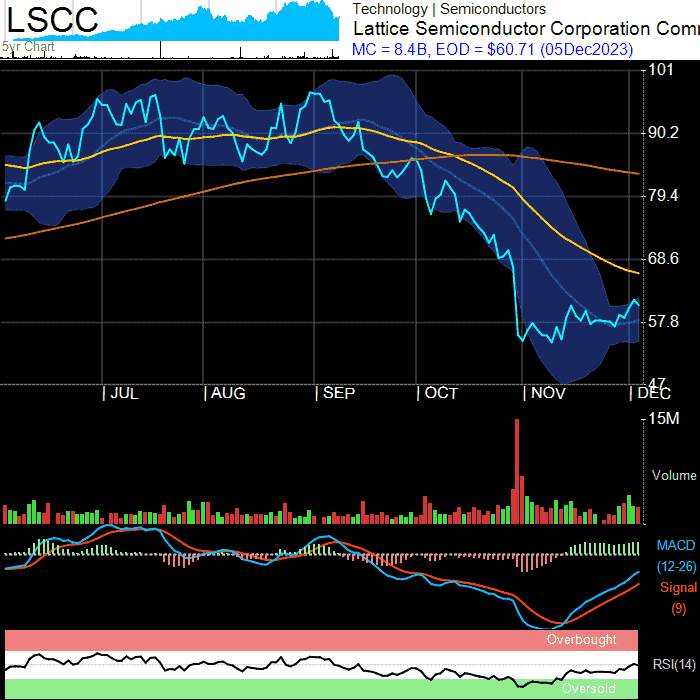 LSCC
5yr Chart
Technology | Semiconductors
Lattice Semiconductor Corporation Com
MC = 8.4B, EOD = $60.71 (05Dec2023)
101
90.2
79.4
68.6
57.8
47
JUL
AUG
SEP
OCT
NOV
DEC
15M
Volume
MACD
(12-26)
Signal
(9)
Overbought
RSI(14)
Oversold